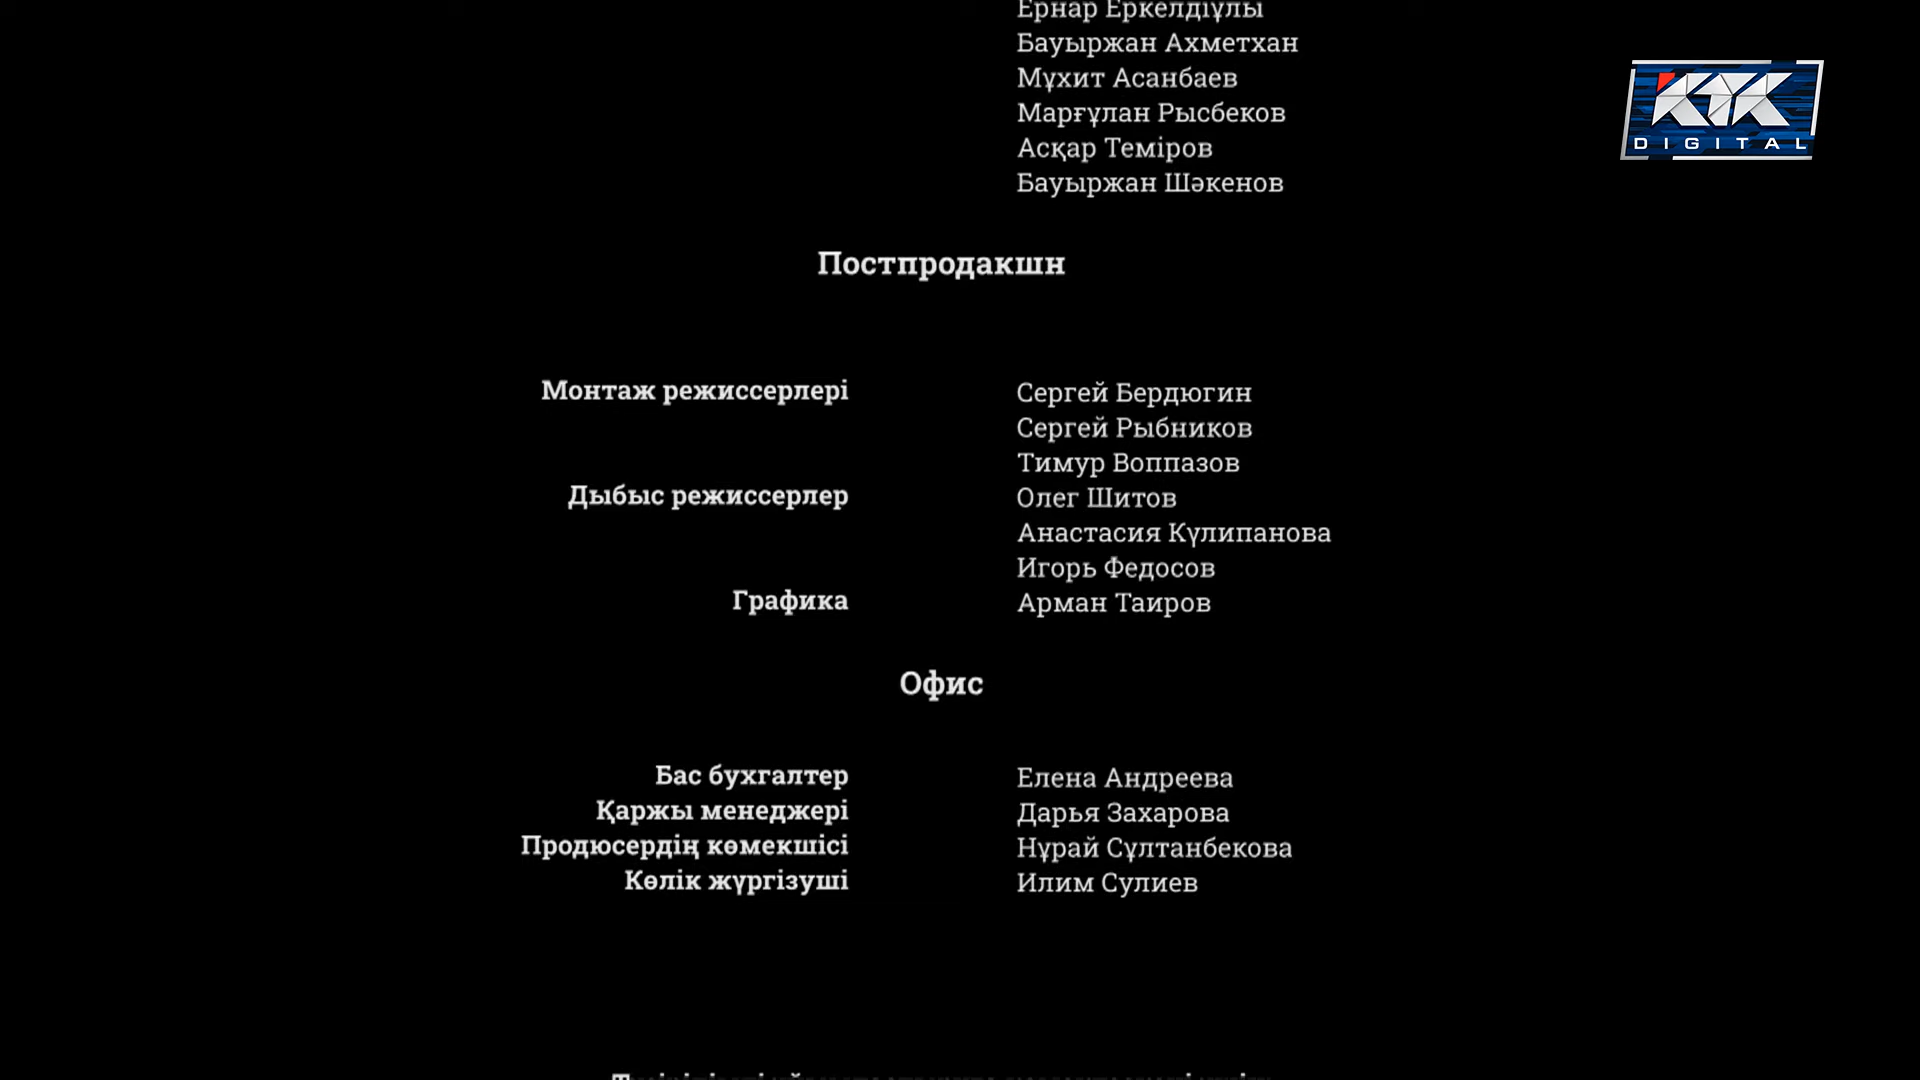 Ернар Еркелдіұлы
Бауыржан Ахметхан
Мұхит Асанбаев
Марғұлан Рысбеков
Асқар Теміров
Бауыржан Шәкенов
KTK
DIGITAL
Постпродакшн
Монтаж режиссерлері Сергей Бердюгин
Сергей Рыбников
Тимур Воппазов
Дыбыс режиссерлер Олег Шитов
Анастасия Күлипанова
Игорь Федосов
Графика Арман Таиров
Офис
Бас бухгалтер Елена Андреева
Қаржы менеджері Дарья Захарова
Продюсердің көмекшісі Нұрай Сұлтанбекова
Көлік жүргізуші Илим Сулиев